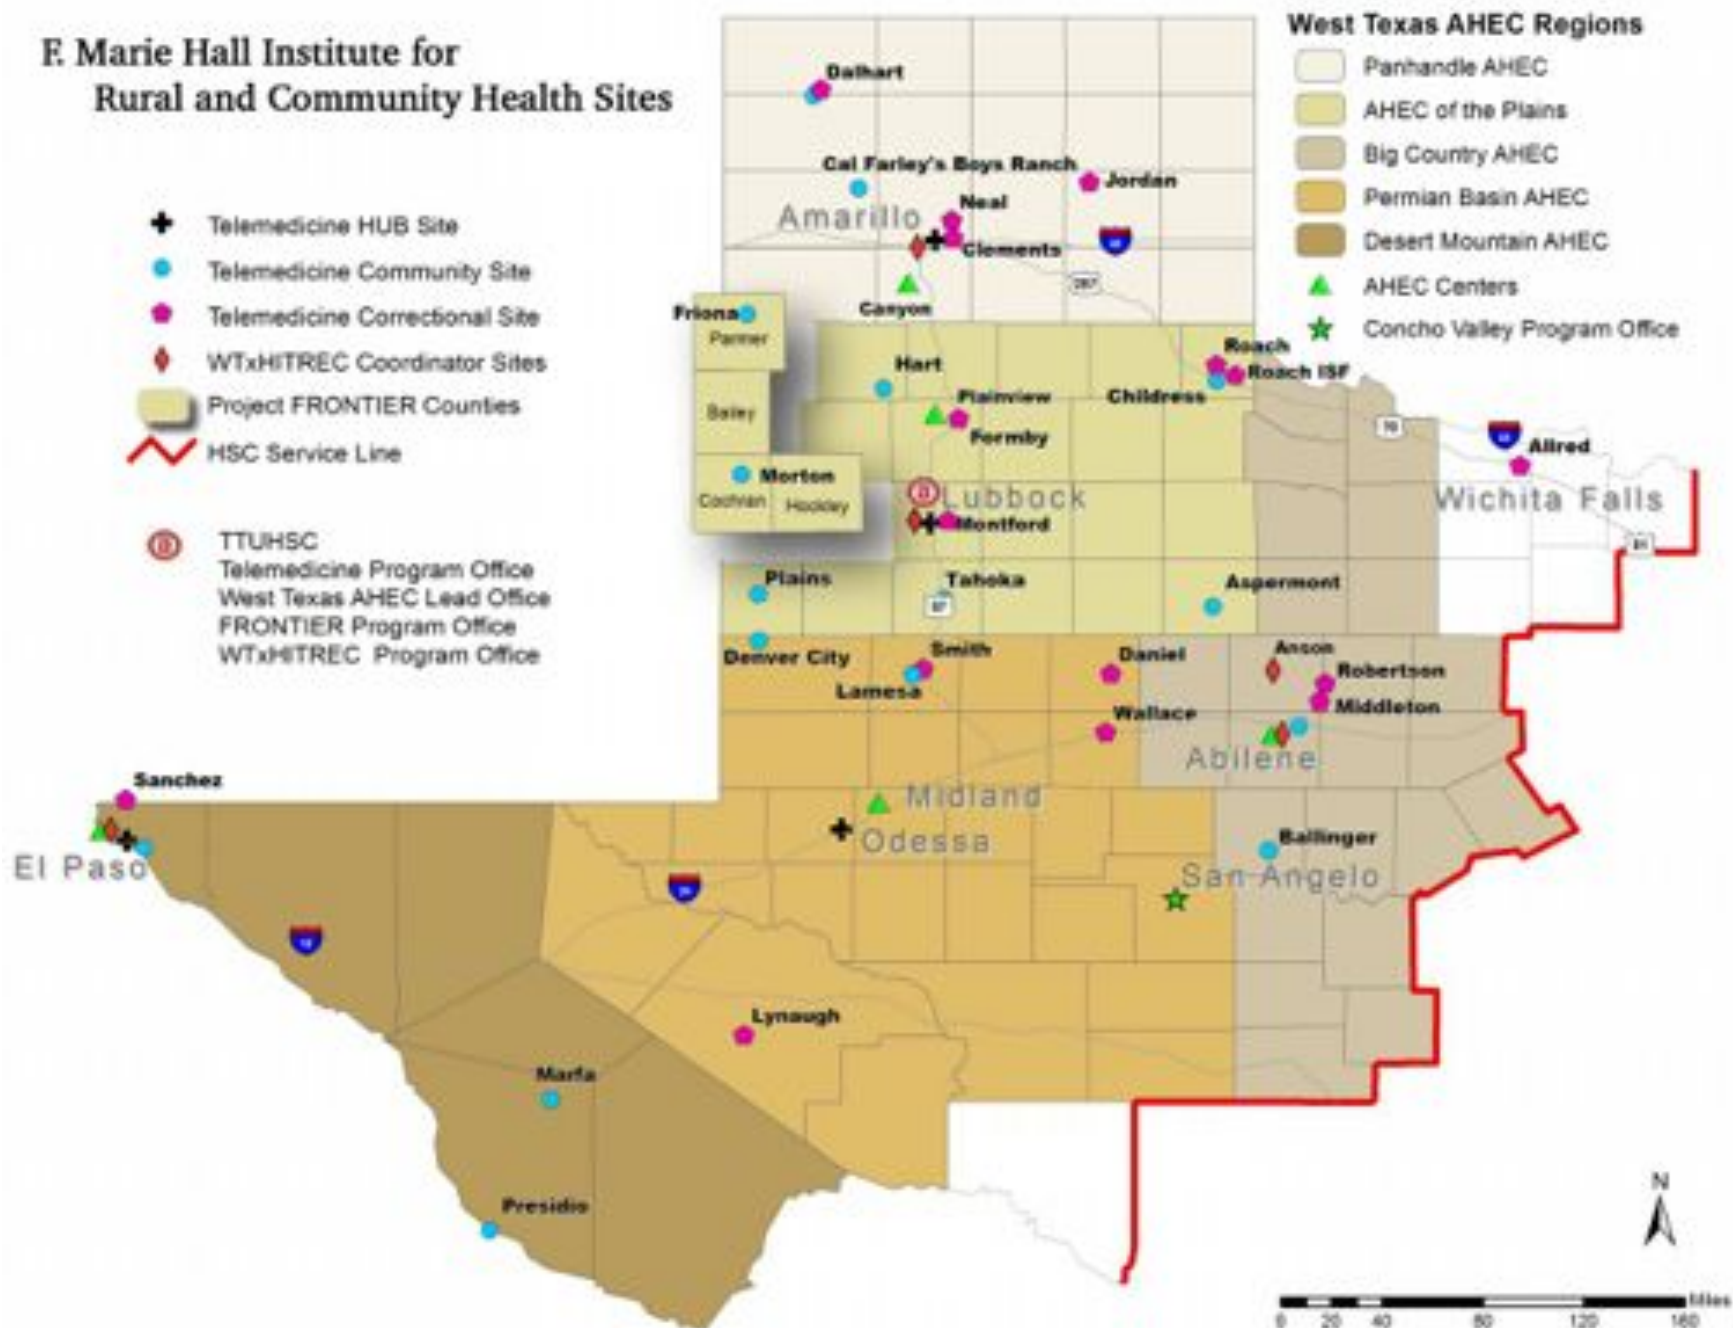 F. Marie Hall Institute for
Rural and Community Health Sites
Telemedicine HUB Site
Telemedicine Community Site
Telemedicine Correctional Site
WTxHITREC Coordinator Sites
Project FRONTIER Counties
HSC Service Line
TTUHSC
Telemedicine Program Office
West Texas AHEC Lead Office
FRONTIER Program Office
WTxHITREC Program Office
West Texas AHEC Regions
Panhandle AHEC
AHEC of the Plains
Big Country AHEC
Permian Basin AHEC
Desert Mountain AHEC
AHEC Centers
Concho Valley Program Office
Dalhart
Cal Farley's Boys Ranch
Jordan
Neal
Amarillo
Clements
Canyon
287
Friona
Parmer
Bailey
Morton
Cochran
Hockley
Hart
Roach
Roach ISF
Childress
Plainview
Formby
70
Allred
Wichita Falls
Lubbock
Montford
81
Plains
Tahoka
87
Aspermont
Denver City
Smith
Lamesa
Daniel
Wallace
Anson
Robertson
Middleton
Abilene
Sanchez
El Paso
Midland
Odessa
Ballinger
San Angelo
20
10
Lynaugh
Marfa
Presidio
N
Miles
0 20 40 80 120 160